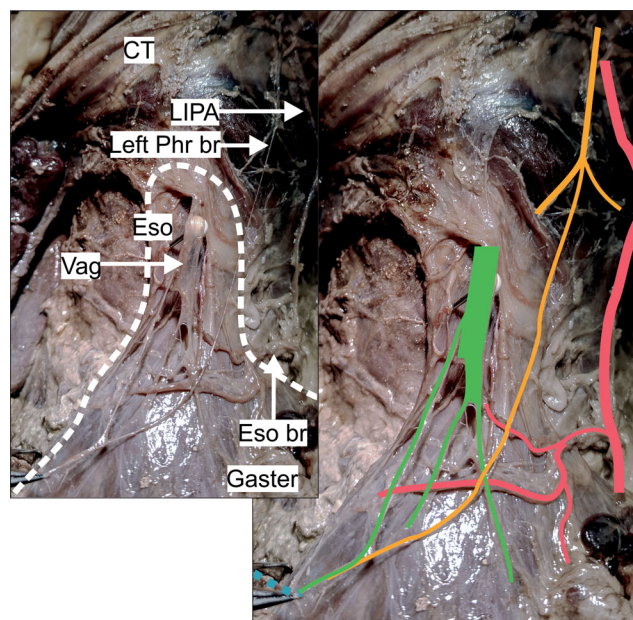 CT
LIPA
Left Phr br
Eso
Vag
Eso br
Gaster